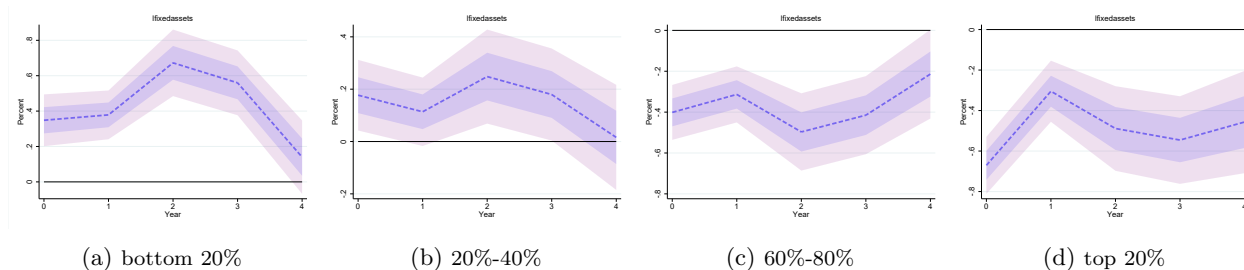 lfixedassets
Percent
.8
.6
.4
.2
0
0 1 2 3 4
Year
(a) bottom 20%
lfixedassets
Percent
.4
.2
0
-.2
0 1 2 3 4
Year
(b) 20%-40%
lfixedassets
Percent
0
-.2
-.4
-.6
-.8
0 1 2 3 4
Year
(c) 60%-80%
lfixedassets
Percent
0
-.2
-.4
-.6
-.8
0 1 2 3 4
Year
(d) top 20%